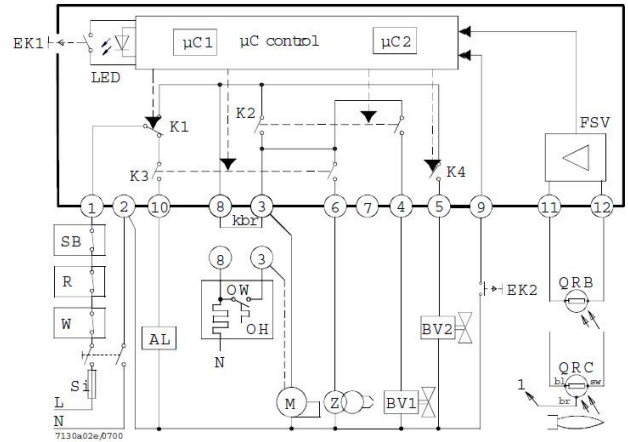 µC1 µC control µC2
EK1
LED
FSV
K1 K2
K3 K4
1 2 10 8 3 6 7 4 5 9 11 12
kbr
SB
R
W
Si
L
N
8 3
OW
OH
N
AL
M
Z
BV1
BV2
EK2
QRB
QRC
bl sw
br
1
7130a02e/0700